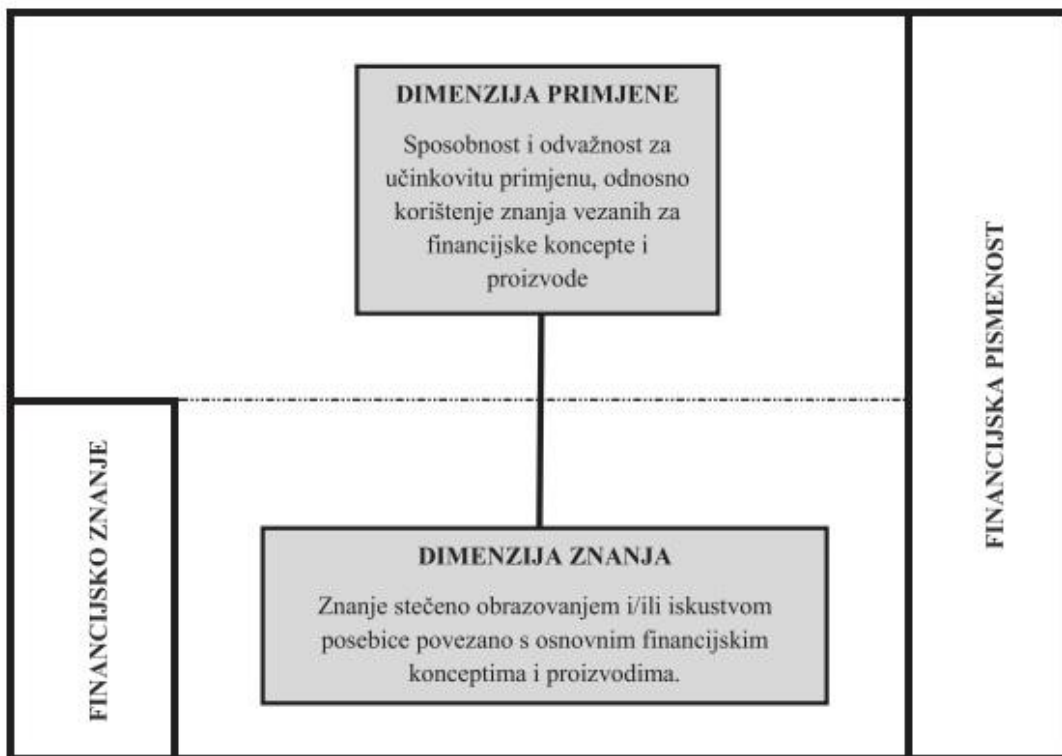 DIMENZIJA PRIMJENE
Sposobnost i odvažnost za
učinkovitu primjenu, odnosno
korištenje znanja vezanih za
financijske koncepte i
proizvode
FINANCIJSKA PISMENOST
FINANCIJSKO ZNANJE
DIMENZIJA ZNANJA
Znanje stečeno obrazovanjem i/ili iskustvom
posebice povezano s osnovnim financijskim
konceptima i proizvodima.